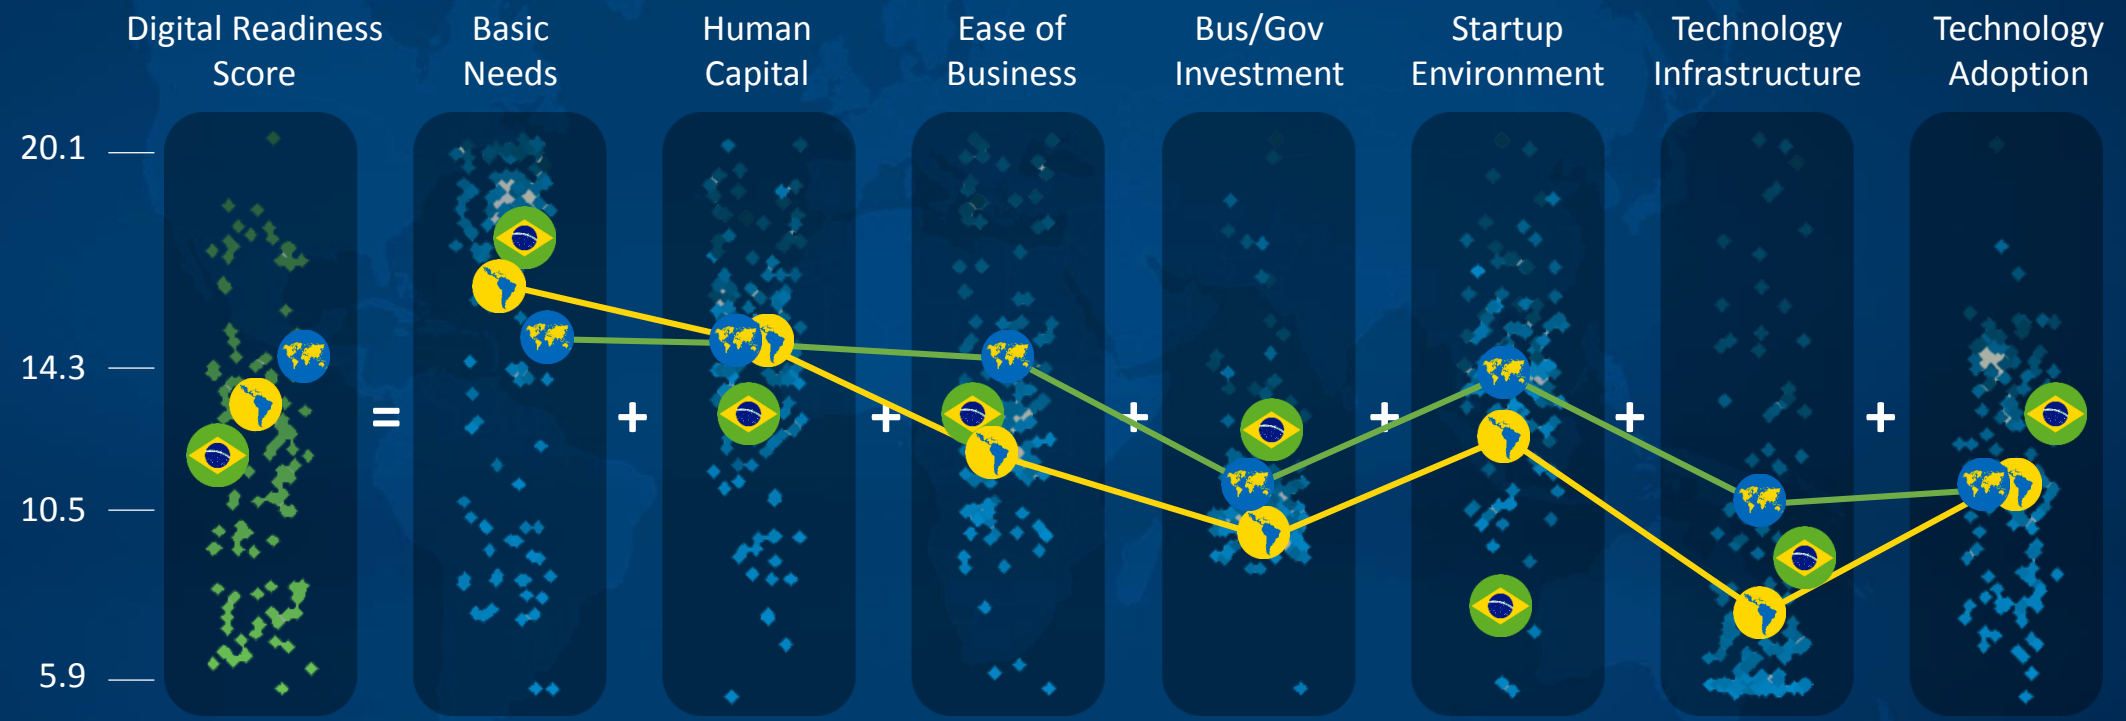 Digital Readiness
Score
Basic
Needs
Human
Capital
Ease of
Business
Bus/Gov
Investment
Startup
Environment
Technology
Infrastructure
Technology
Adoption
20.1
14.3
10.5
5.9
= + + + + + +